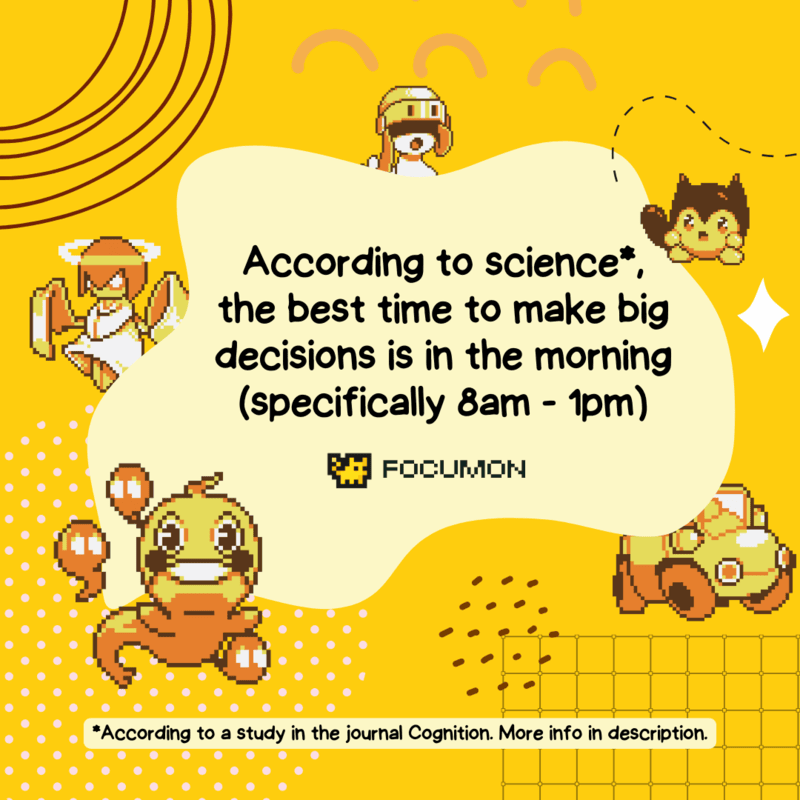 According to science*,
the best time to make big
decisions is in the morning
(specifically 8am - 1pm)
FOCUMON
*According to a study in the journal Cognition. More info in description.